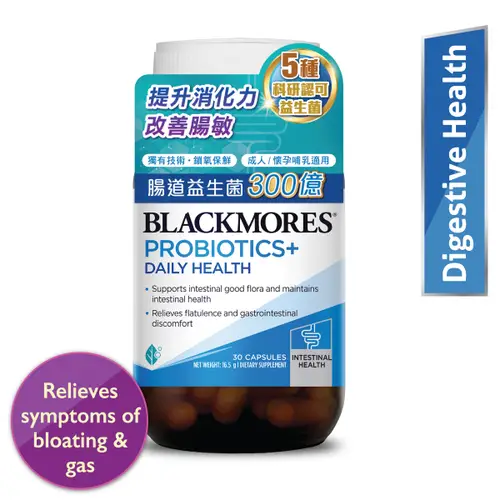 5種
科研認可
益生菌
提升消化力
改善腸敏
獨有技術·鎖氧保鮮
成人/懷孕哺乳適用
腸道益生菌300億
BLACKMORES®
PROBIOTICS+
DAILY HEALTH
• Supports intestinal good flora and maintains
intestinal health
• Relieves flatulence and gastrointestinal
discomfort
30 CAPSULES
NET WEIGHT: 16.5 g | DIETARY SUPPLEMENT
INTESTINAL
HEALTH
Digestive Health
Relieves
symptoms of
bloating &
gas